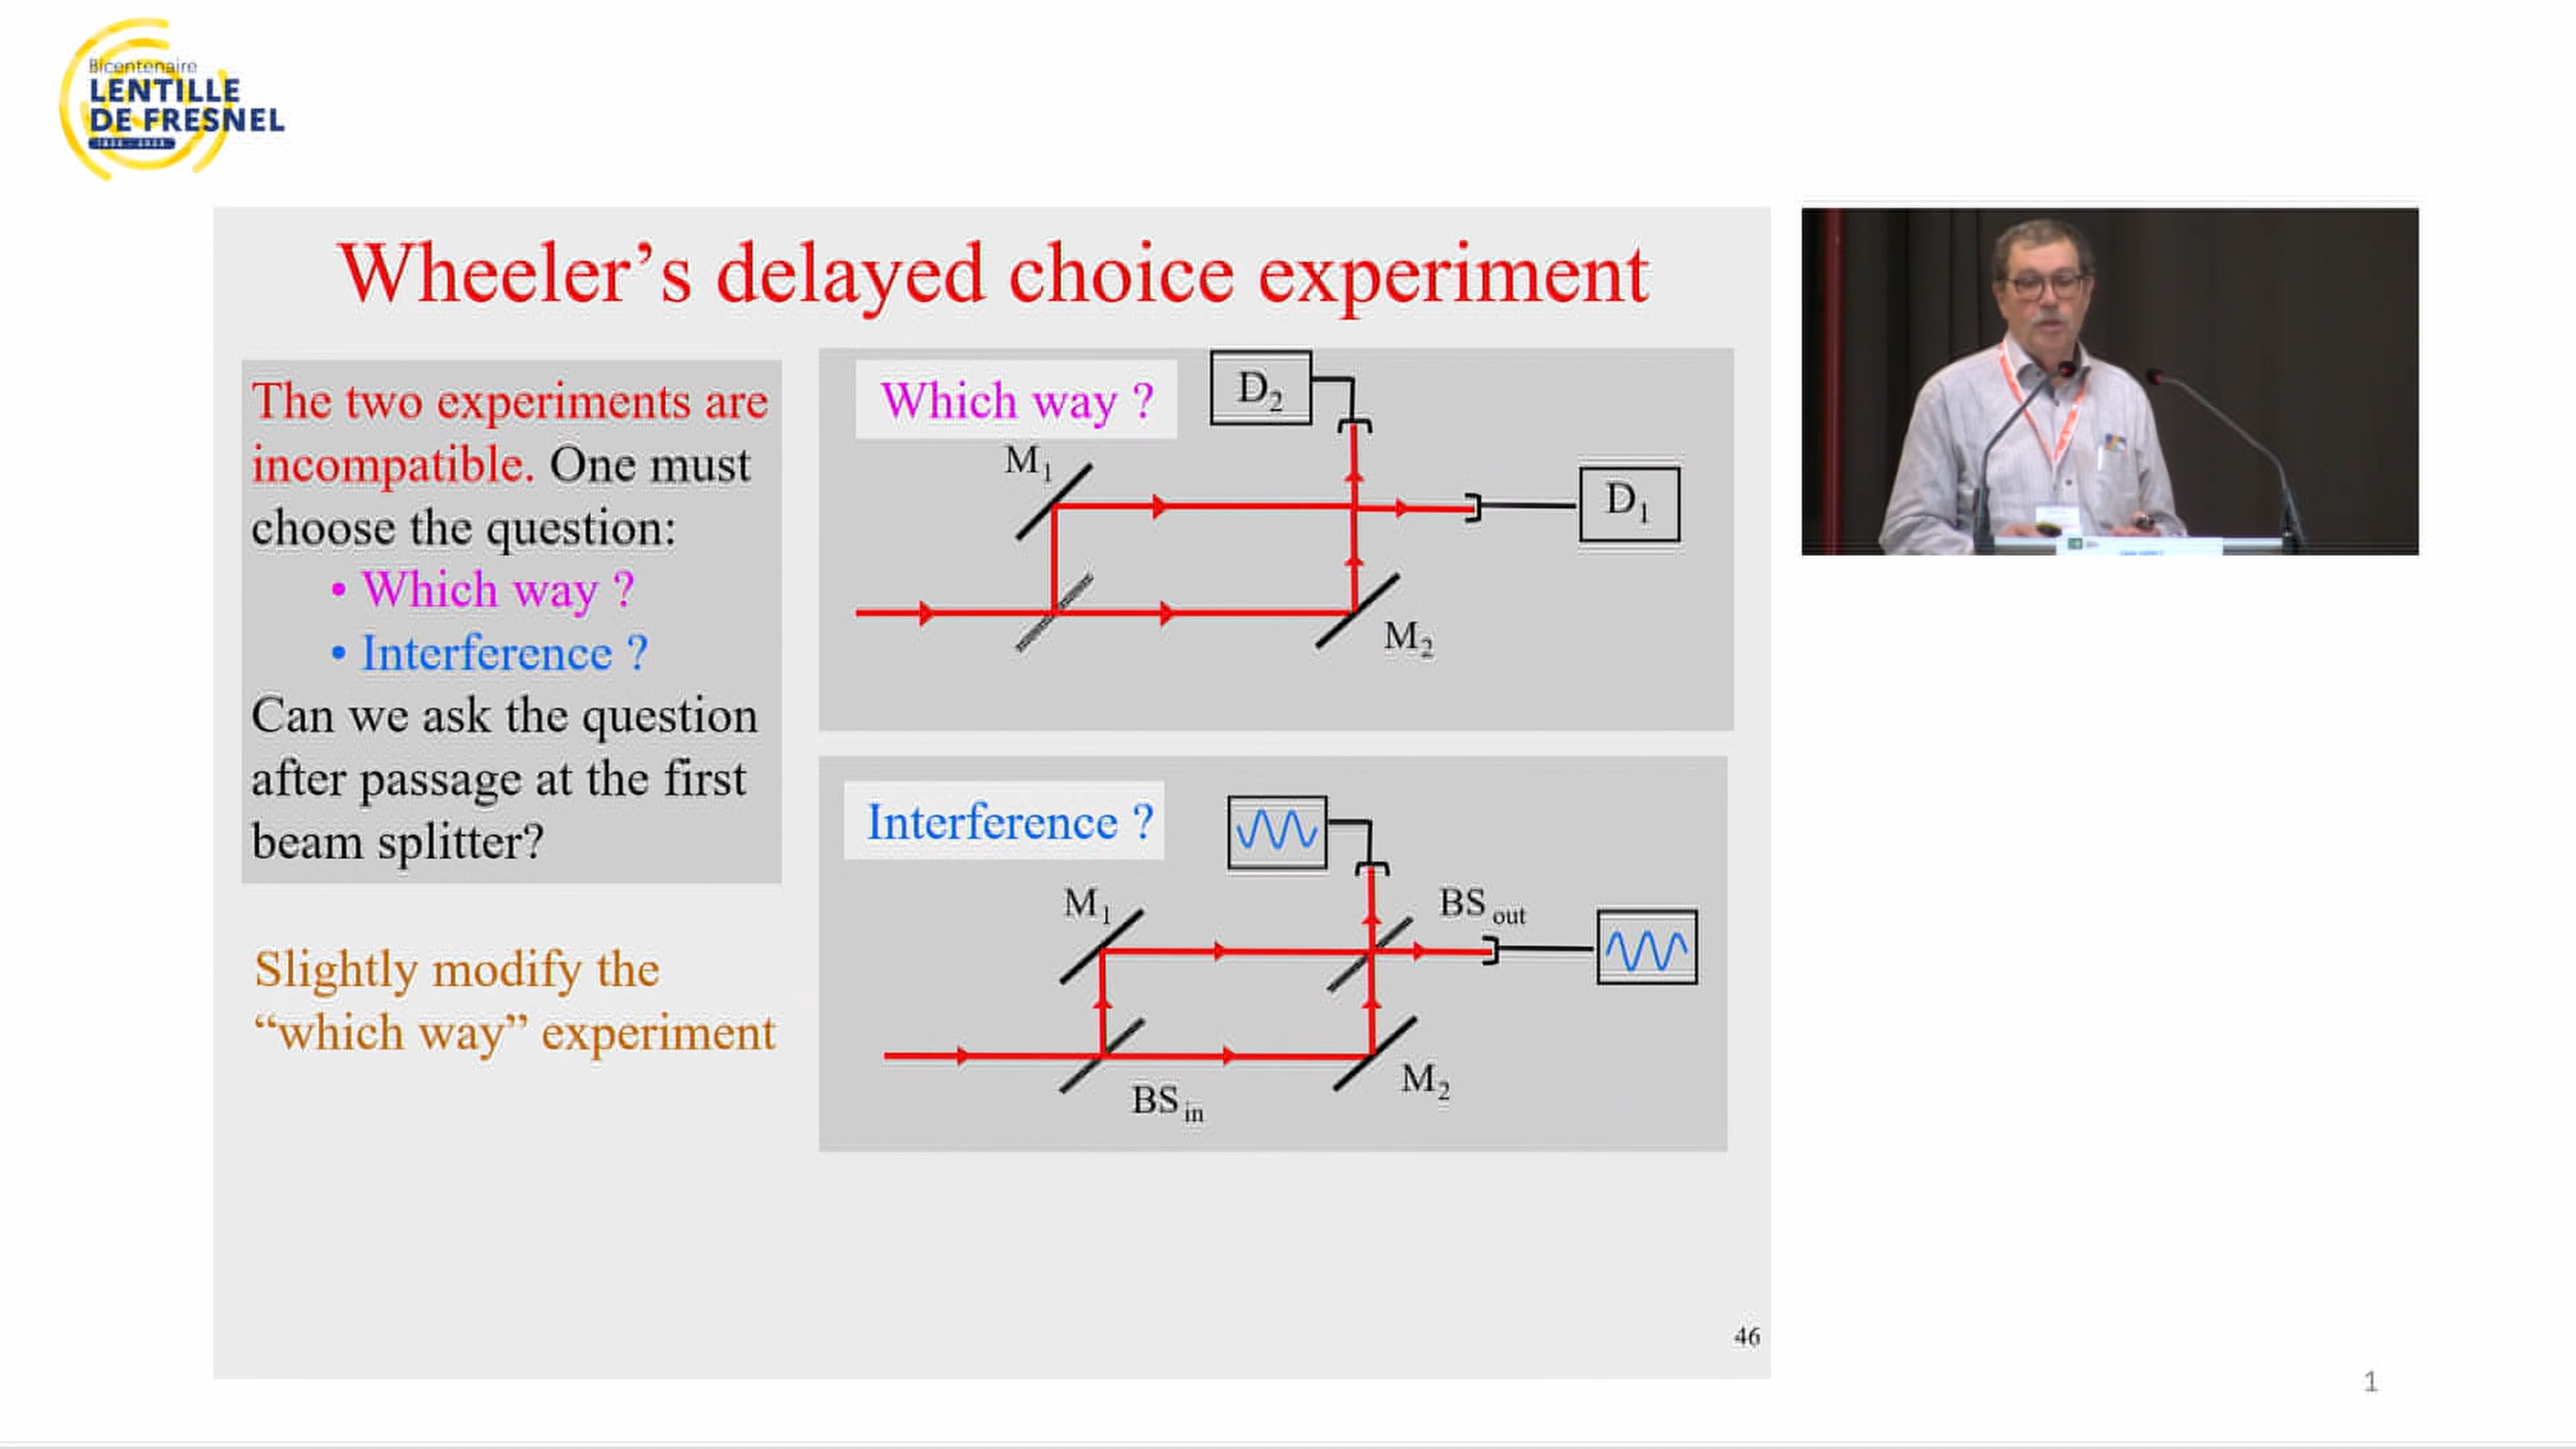 Bicentenaire
LENTILLE
DE FRESNEL
Wheeler’s delayed choice experiment
The two experiments are
incompatible. One must
choose the question:
• Which way ?
• Interference ?
Can we ask the question
after passage at the first
beam splitter?
Slightly modify the
“which way” experiment
Which way ?
D2
M1
D1
M2
Interference ?
M1
BS out
M2
BS in
46
1